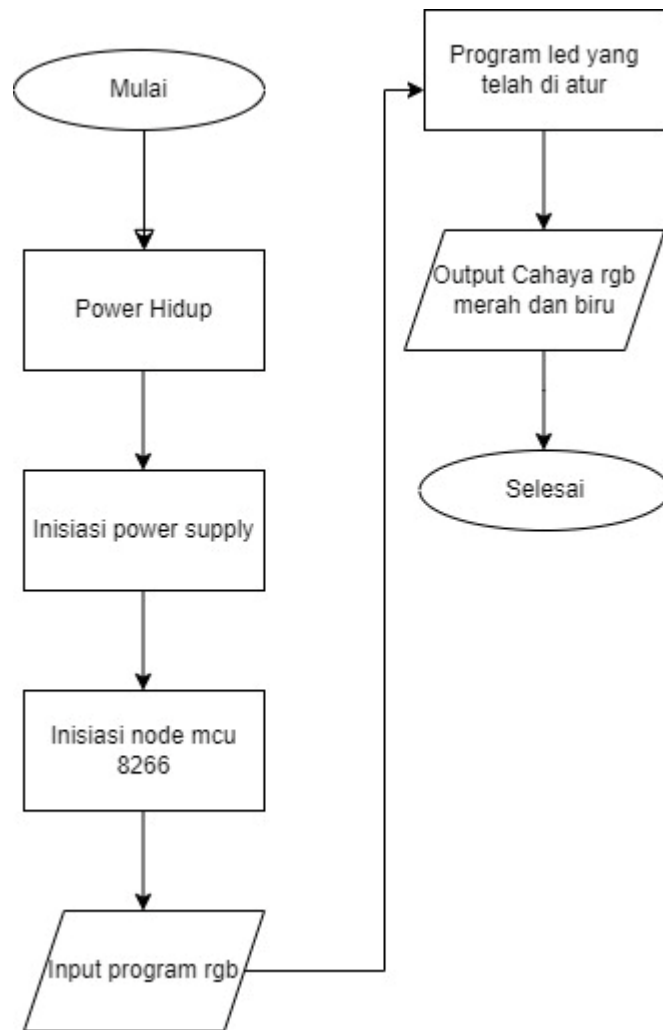 Mulai
Power Hidup
Inisiasi power supply
Inisiasi node mcu
8266
Input program rgb
Program led yang
telah di atur
Output Cahaya rgb
merah dan biru
Selesai